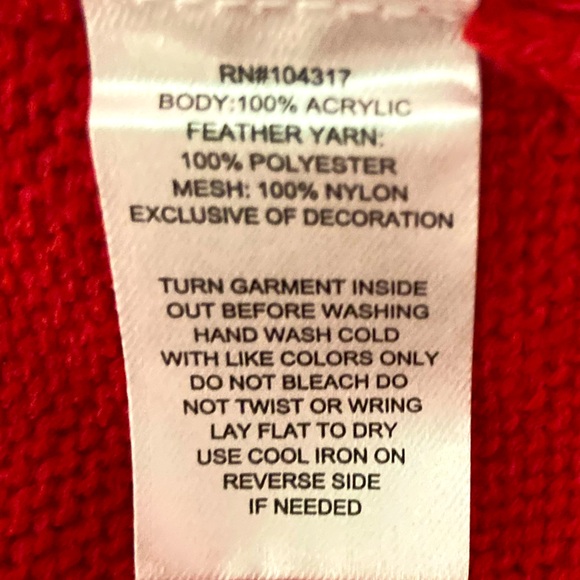 RN#104317
BODY:100% ACRYLIC
FEATHER YARN:
100% POLYESTER
MESH: 100% NYLON
EXCLUSIVE OF DECORATION
TURN GARMENT INSIDE
OUT BEFORE WASHING
HAND WASH COLD
WITH LIKE COLORS ONLY
DO NOT BLEACH DO
NOT TWIST OR WRING
LAY FLAT TO DRY
USE COOL IRON ON
REVERSE SIDE
IF NEEDED